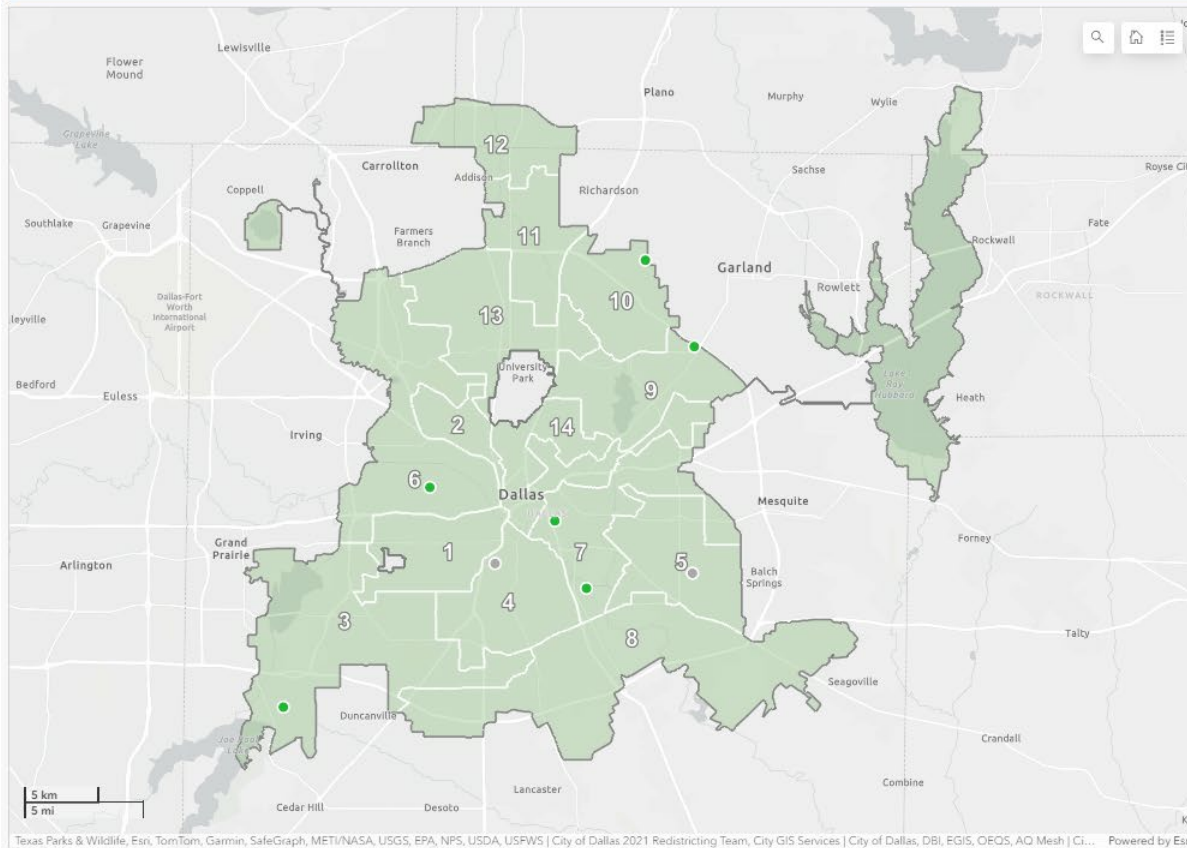 Lewisville
Flower
Mound
Plano
Murphy
Wylie
Grapevine
Lake
12
Carrollton
Addison
Richardson
Sachse
Royse Cit
Coppell
Southlake
Grapevine
Farmers
Branch
11
Fate
Rockwall
Garland
Dallas-Fort
Worth
International
Airport
Rowlett
ROCKWALL
10
leyville
13
University
Park
Bedford
Euless
9
Lake
Ray
Hubbard
Heath
Irving
2
14
6
Dallas
Mesquite
Grand
Prairie
1
7
Forney
Arlington
5
Balch
Springs
4
3
8
Talty
Seagoville
Duncanville
Joe Pool
Lake
Crandall
Lancaster
Combine
5 km
5 mi
Cedar Hill
Desoto
Texas Parks & Wildlife, Esri, TomTom, Garmin, SafeGraph, METI/NASA, USGS, EPA, NPS, USDA, USFWS | City of Dallas 2021 Redistricting Team, City GIS Services | City of Dallas, DBI, EGIS, OEQS, AQ Mesh | Ci... Powered by Esri